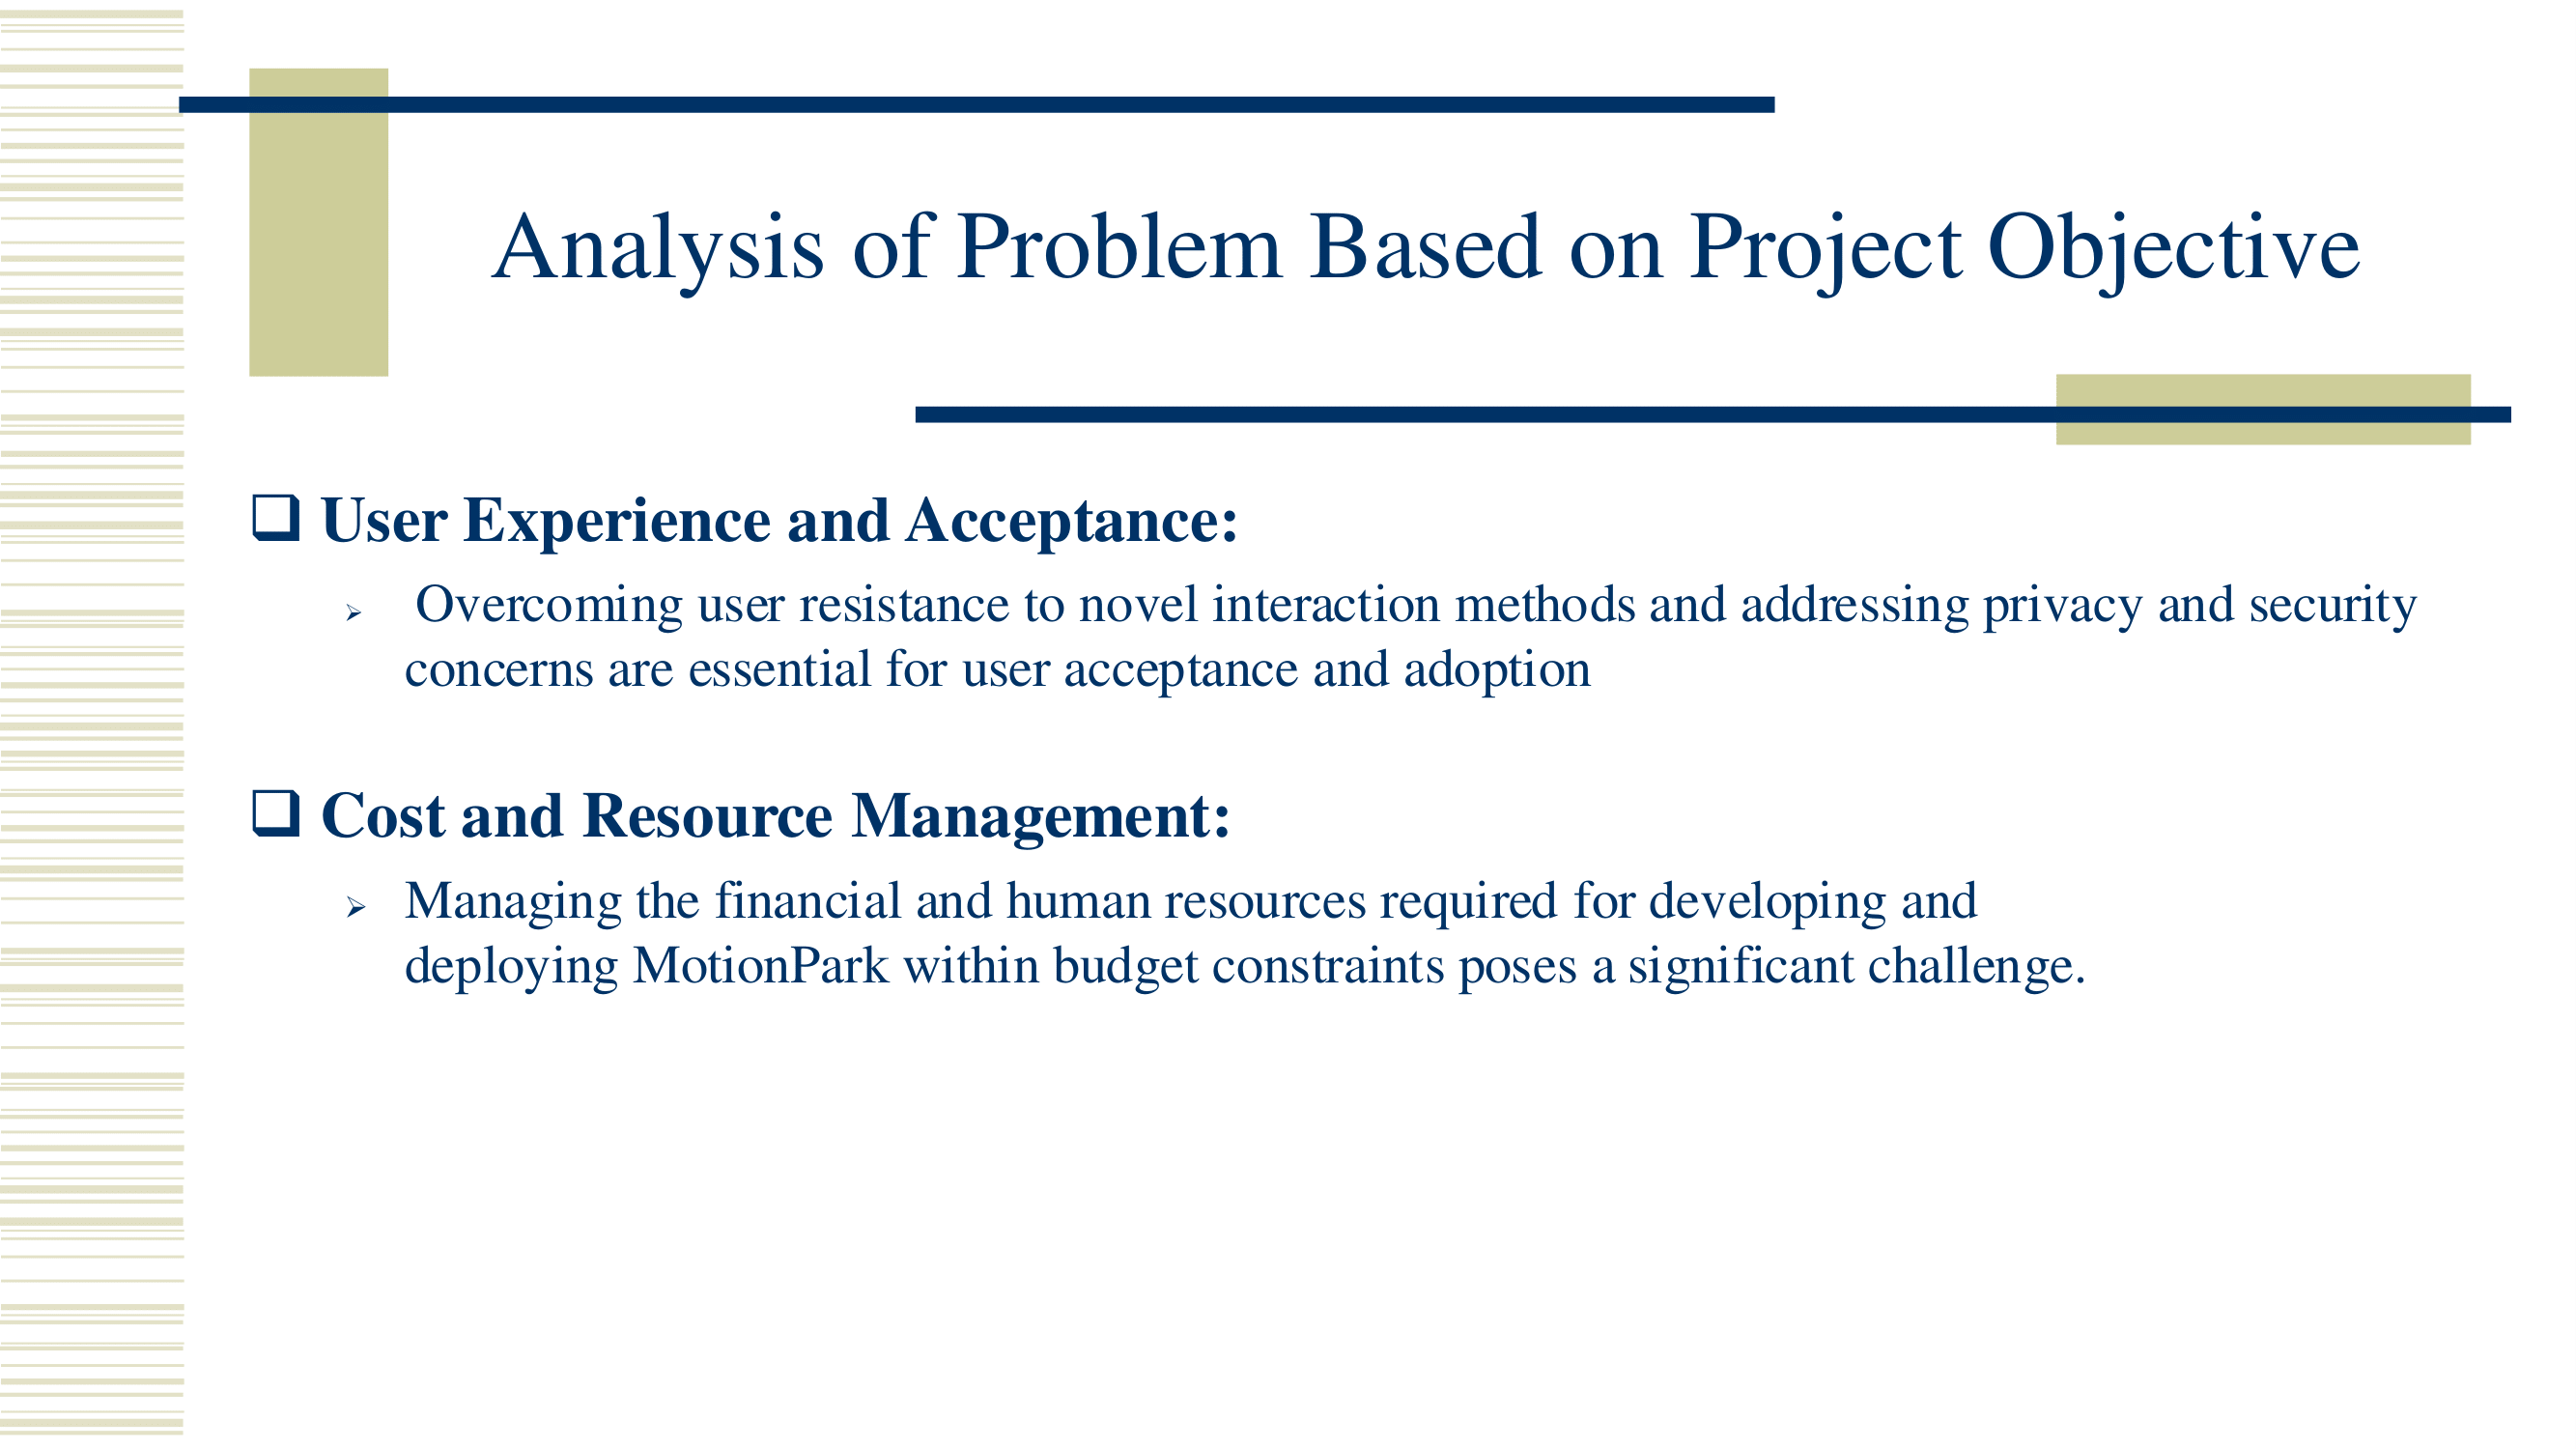 Analysis of Problem Based on Project Objective
❑ User Experience and Acceptance:
➢ Overcoming user resistance to novel interaction methods and addressing privacy and security
concerns are essential for user acceptance and adoption
❑ Cost and Resource Management:
➢ Managing the financial and human resources required for developing and
deploying MotionPark within budget constraints poses a significant challenge.